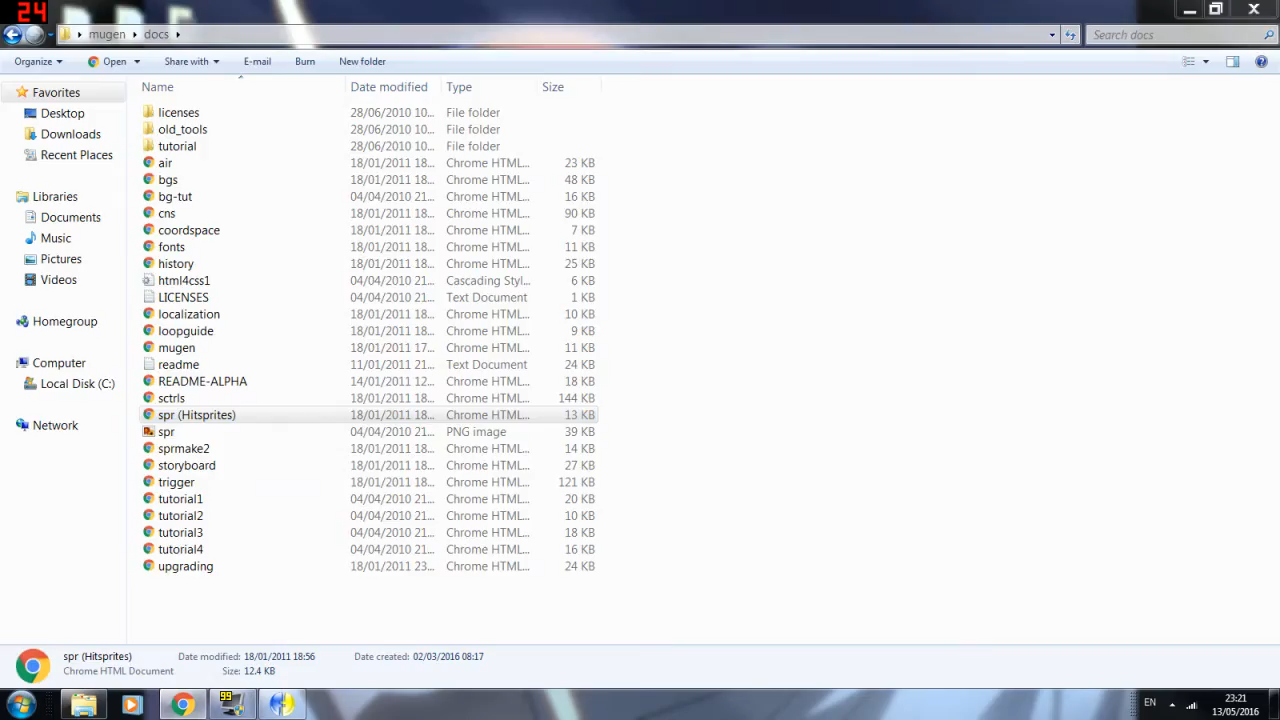 24
mugen docs
Search docs
Organize Open Share with E-mail Burn New folder
Name Date modified Type Size
Favorites
Desktop
Downloads
Recent Places
Libraries
Documents
Music
Pictures
Videos
Homegroup
Computer
Local Disk (C:)
Network
licenses 28/06/2010 10... File folder
old_tools 28/06/2010 10... File folder
tutorial 28/06/2010 10... File folder
air 18/01/2011 18... Chrome HTML... 23 KB
bgs 18/01/2011 18... Chrome HTML... 48 KB
bg-tut 04/04/2010 21... Chrome HTML... 16 KB
cns 18/01/2011 18... Chrome HTML... 90 KB
coordspace 18/01/2011 18... Chrome HTML... 7 KB
fonts 18/01/2011 18... Chrome HTML... 11 KB
history 18/01/2011 18... Chrome HTML... 25 KB
html4css1 04/04/2010 21... Cascading Styl... 6 KB
LICENSES 04/04/2010 21... Text Document 1 KB
localization 18/01/2011 18... Chrome HTML... 10 KB
loopguide 18/01/2011 18... Chrome HTML... 9 KB
mugen 18/01/2011 17... Chrome HTML... 11 KB
readme 11/01/2011 21... Text Document 24 KB
README-ALPHA 14/01/2011 12... Chrome HTML... 18 KB
sctrls 18/01/2011 18... Chrome HTML... 144 KB
spr (Hitsprites) 18/01/2011 18... Chrome HTML... 13 KB
spr 04/04/2010 21... PNG image 39 KB
sprmake2 18/01/2011 18... Chrome HTML... 14 KB
storyboard 18/01/2011 18... Chrome HTML... 27 KB
trigger 18/01/2011 18... Chrome HTML... 121 KB
tutorial1 04/04/2010 21... Chrome HTML... 20 KB
tutorial2 04/04/2010 21... Chrome HTML... 10 KB
tutorial3 04/04/2010 21... Chrome HTML... 18 KB
tutorial4 04/04/2010 21... Chrome HTML... 16 KB
upgrading 18/01/2011 23... Chrome HTML... 24 KB
spr (Hitsprites) Date modified: 18/01/2011 18:56 Date created: 02/03/2016 08:17
Chrome HTML Document Size: 12.4 KB
99
EN 23:21
13/05/2016